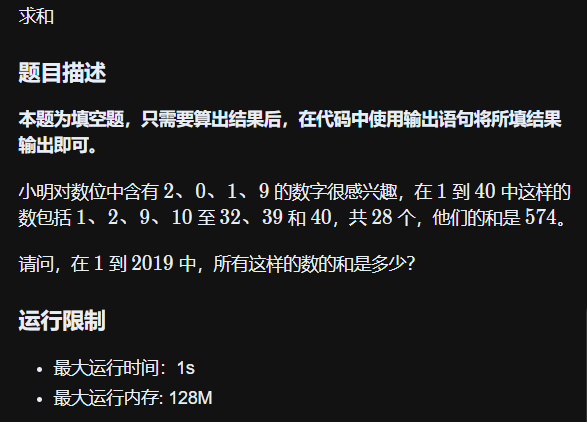 求和
题目描述
本题为填空题，只需要算出结果后，在代码中使用输出语句将所填结果
输出即可。
小明对数位中含有 2、0、1、9 的数字很感兴趣，在 1 到 40 中这样的
数包括 1、2、9、10 至 32、39 和 40，共 28 个，他们的和是 574。
请问，在 1 到 2019 中，所有这样的数的和是多少？
运行限制
• 最大运行时间：1s
• 最大运行内存: 128M